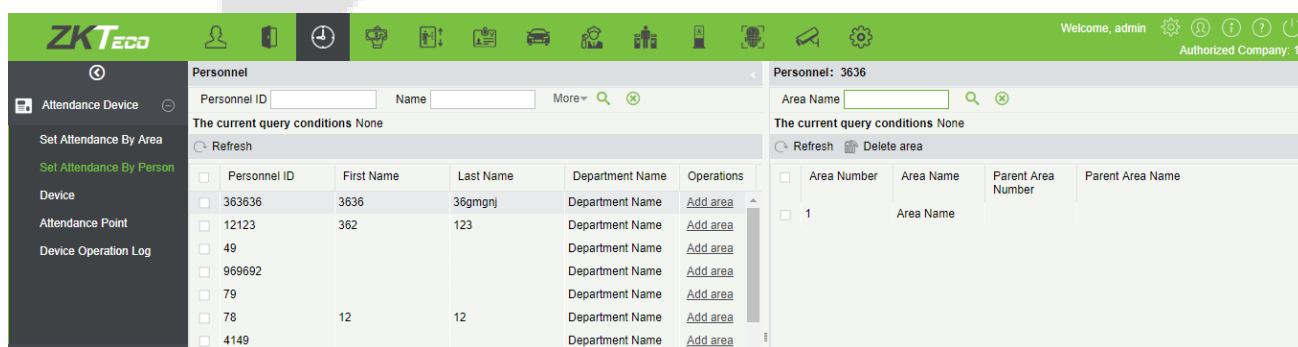 ZKTeco
Welcome, admin
Authorized Company: 1
Attendance Device
Set Attendance By Area
Set Attendance By Person
Device
Attendance Point
Device Operation Log
Personnel
Personnel ID Name More
The current query conditions None
Refresh
Personnel ID First Name Last Name Department Name Operations
363636 3636 36gmgnj Department Name Add area
12123 362 123 Department Name Add area
49 Department Name Add area
969692 Department Name Add area
79 Department Name Add area
78 12 12 Department Name Add area
4149 Department Name Add area
Personnel: 3636
Area Name
The current query conditions None
Refresh Delete area
Area Number Area Name Parent Area Number Parent Area Name
1 Area Name